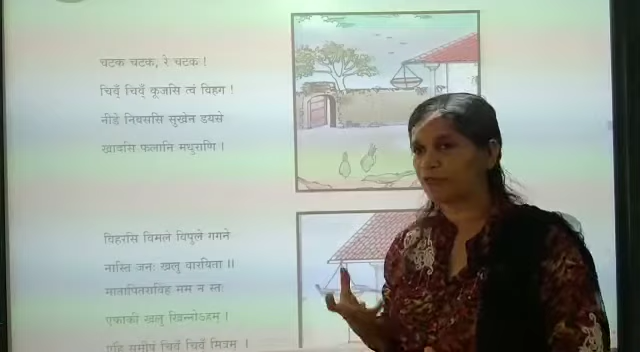 चटक चटक, रे चटक !
चिव्ँ चिव्ँ कूजसि त्वं विहग !
नीडे निवससि सुखेन डयसे
खादसि फलानि मधुराणि ।
विहरसि विमले विपुले गगने
नास्ति जनः खलु वारयिता ॥
मातापितराविह मम न स्तः
एकाकी खलु खिन्नोऽहम् ।
एहि समीपं चिवँ चिवँ मित्रम् ।